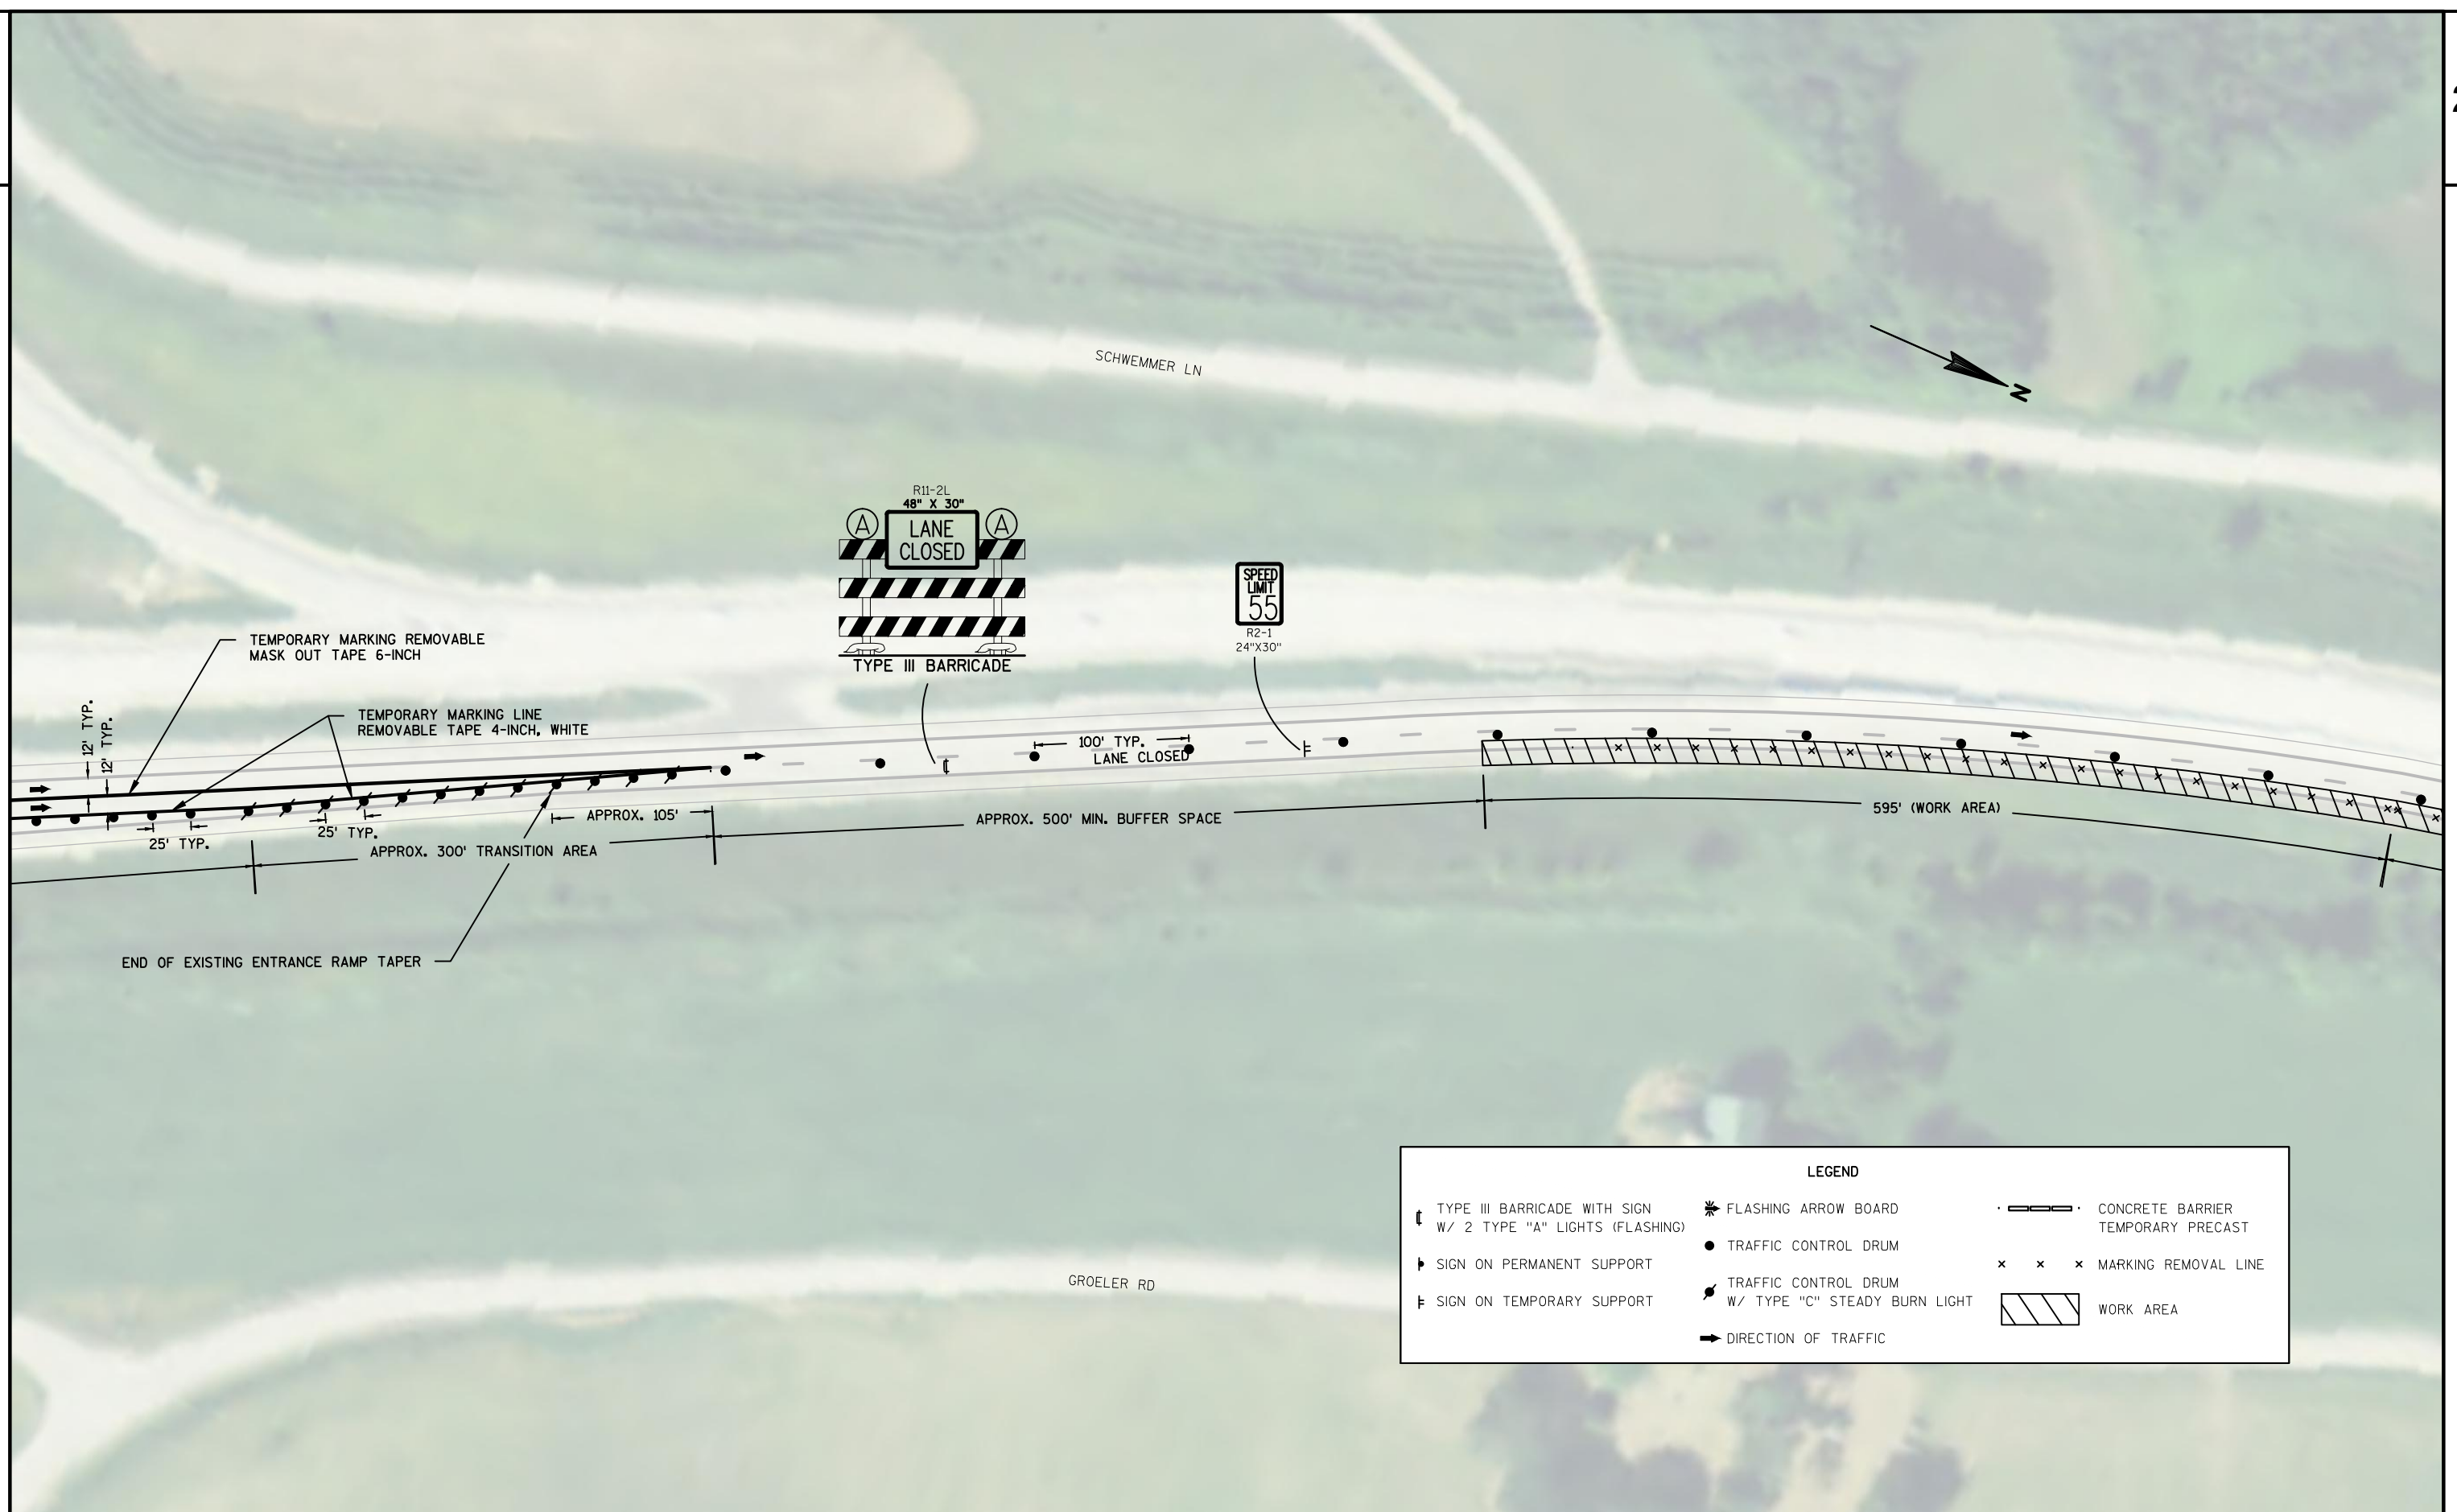 2
SCHWEMMER LN
N
R11-2L
48" X 30"
A
LANE
CLOSED
A
TYPE III BARRICADE
SPEED
LIMIT
55
R2-1
24"X30"
TEMPORARY MARKING REMOVABLE
MASK OUT TAPE 6-INCH
TEMPORARY MARKING LINE
REMOVABLE TAPE 4-INCH, WHITE
12' TYP.
12' TYP.
100' TYP.
LANE CLOSED
25' TYP.
25' TYP.
APPROX. 105'
APPROX. 300' TRANSITION AREA
APPROX. 500' MIN. BUFFER SPACE
595' (WORK AREA)
END OF EXISTING ENTRANCE RAMP TAPER
GROELER RD
LEGEND
TYPE III BARRICADE WITH SIGN
W/ 2 TYPE "A" LIGHTS (FLASHING)
SIGN ON PERMANENT SUPPORT
SIGN ON TEMPORARY SUPPORT
FLASHING ARROW BOARD
TRAFFIC CONTROL DRUM
TRAFFIC CONTROL DRUM
W/ TYPE "C" STEADY BURN LIGHT
DIRECTION OF TRAFFIC
CONCRETE BARRIER
TEMPORARY PRECAST
MARKING REMOVAL LINE
WORK AREA